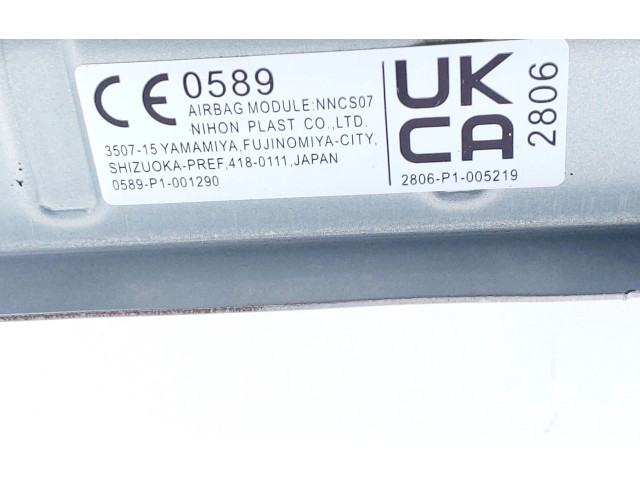 CE 0589
AIRBAG MODULE:NNCS07
NIHON PLAST CO.,LTD.
3507-15 YAMAMIYA,FUJINOMIYA-CITY,
SHIZUOKA-PREF,418-0111,JAPAN
0589-P1-001290
UK
CA
2806
2806-P1-005219